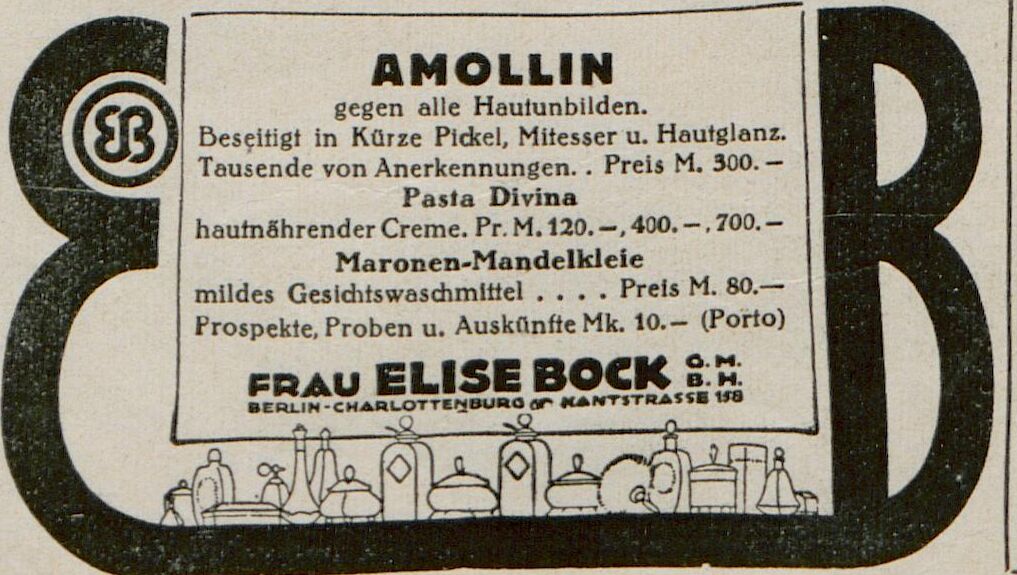 EB
AMOLLIN
gegen alle Hautunbilden.
Beseitigt in Kürze Pickel, Mitesser u. Hautglanz.
Tausende von Anerkennungen. . Preis M. 300.—
Pasta Divina
hautnährender Creme. Pr. M. 120.—, 400.—, 700.—
Maronen-Mandelkleie
mildes Gesichtswaschmittel . . . . Preis M. 80.—
Prospekte, Proben u. Auskünfte Mk. 10.— (Porto)
FRAU ELISE BOCK G. M. B. H.
BERLIN-CHARLOTTENBURG KANTSTRASSE 158
EB